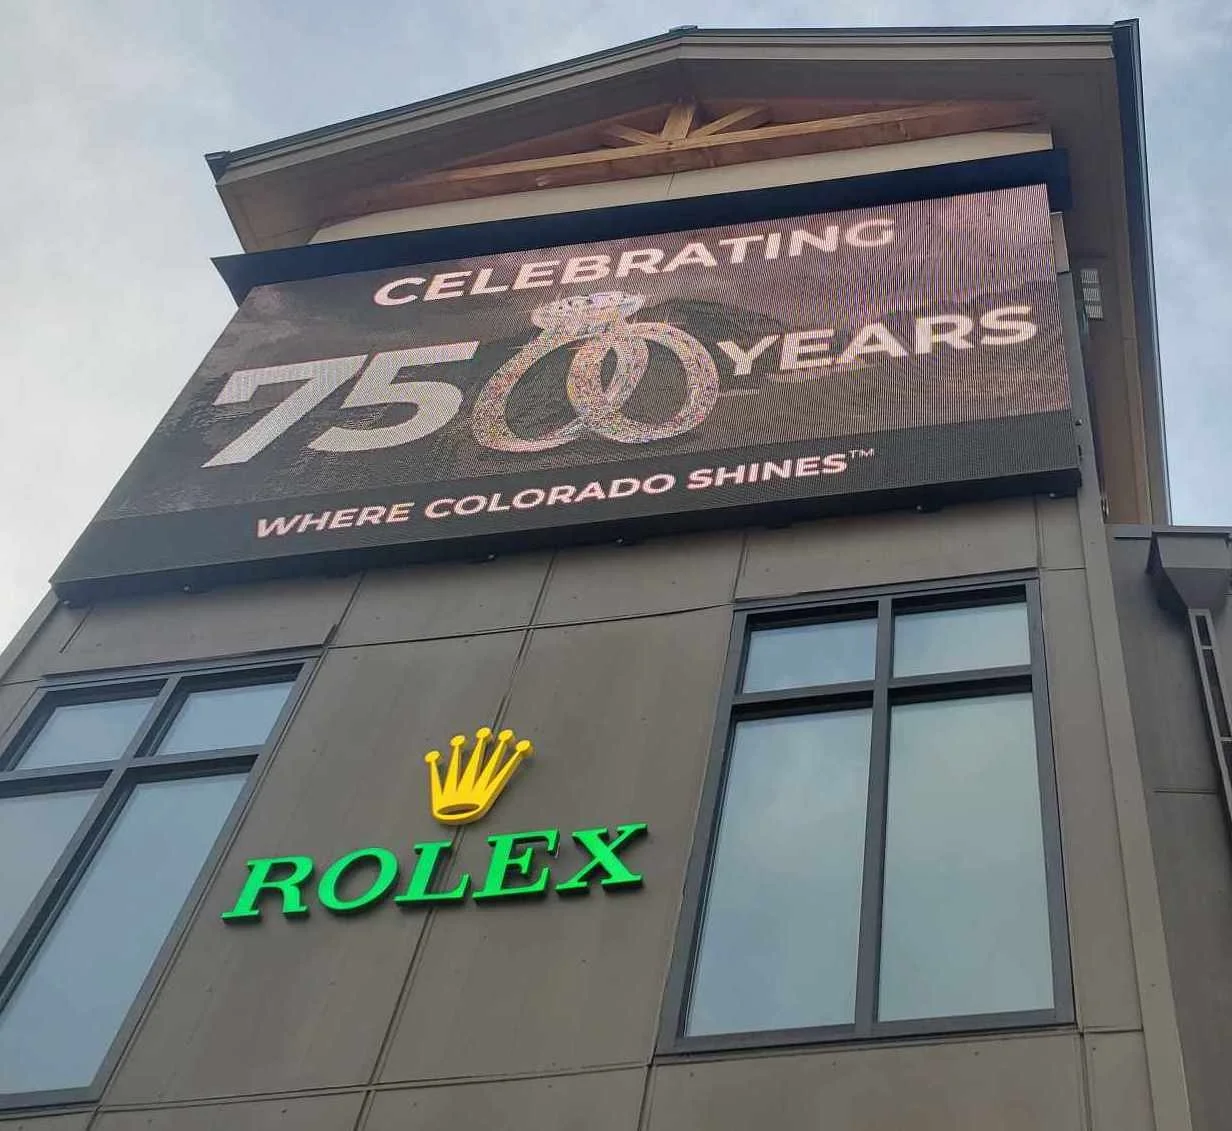 CELEBRATING
75 YEARS
WHERE COLORADO SHINES™
ROLEX